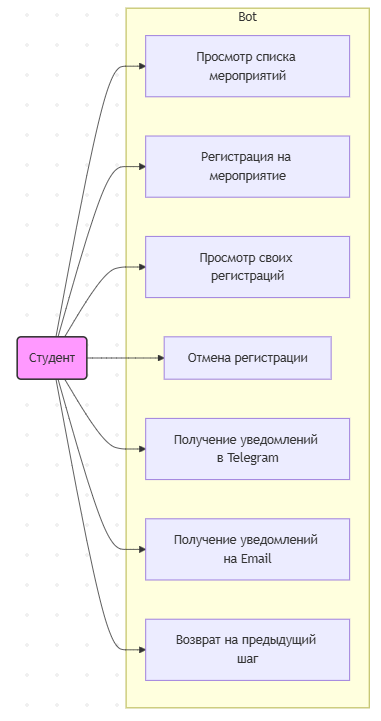 Bot
Просмотр списка
мероприятий
Регистрация на
мероприятие
Просмотр своих
регистраций
Студент
Отмена регистрации
Получение уведомлений
в Telegram
Получение уведомлений
на Email
Возврат на предыдущий
шаг